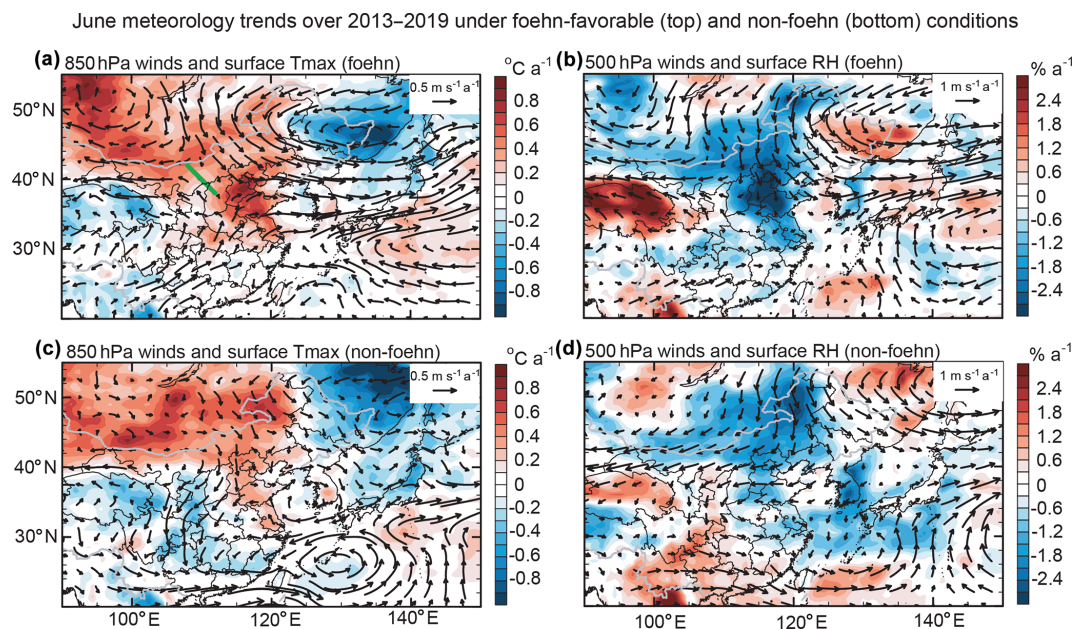 June meteorology trends over 2013–2019 under foehn-favorable (top) and non-foehn (bottom) conditions
(a) 850 hPa winds and surface Tmax (foehn)
°C a⁻¹
0.5 m s⁻¹ a⁻¹
50°N
40°N
30°N
0.8
0.6
0.4
0.2
0
-0.2
-0.4
-0.6
-0.8
(b) 500 hPa winds and surface RH (foehn)
% a⁻¹
1 m s⁻¹ a⁻¹
2.4
1.8
1.2
0.6
0
-0.6
-1.2
-1.8
-2.4
(c) 850 hPa winds and surface Tmax (non-foehn)
°C a⁻¹
0.5 m s⁻¹ a⁻¹
50°N
40°N
30°N
0.8
0.6
0.4
0.2
0
-0.2
-0.4
-0.6
-0.8
100°E 120°E 140°E
(d) 500 hPa winds and surface RH (non-foehn)
% a⁻¹
1 m s⁻¹ a⁻¹
2.4
1.8
1.2
0.6
0
-0.6
-1.2
-1.8
-2.4
100°E 120°E 140°E